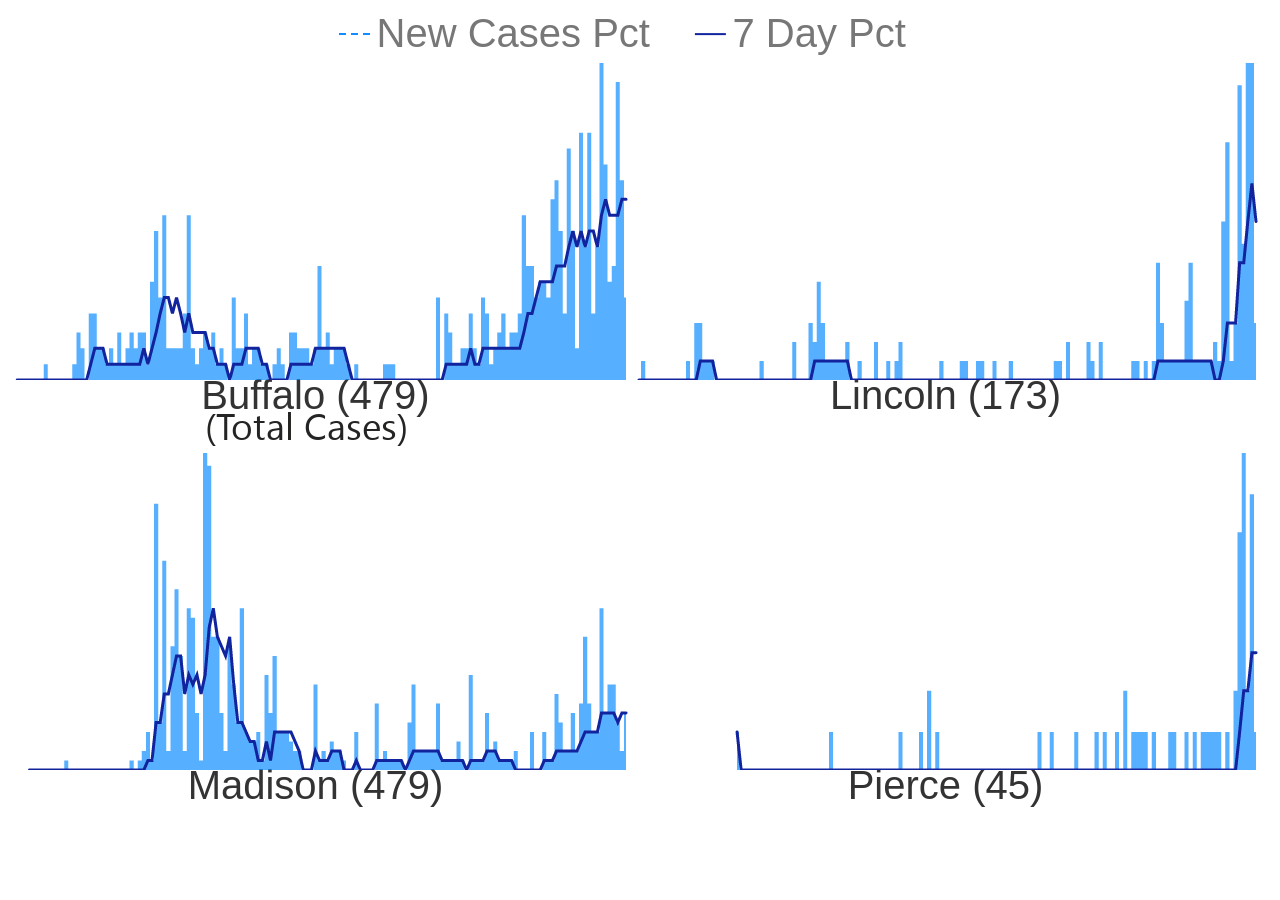 New Cases Pct 7 Day Pct
Buffalo (479) Lincoln (173)
(Total Cases)
Madison (479) Pierce (45)